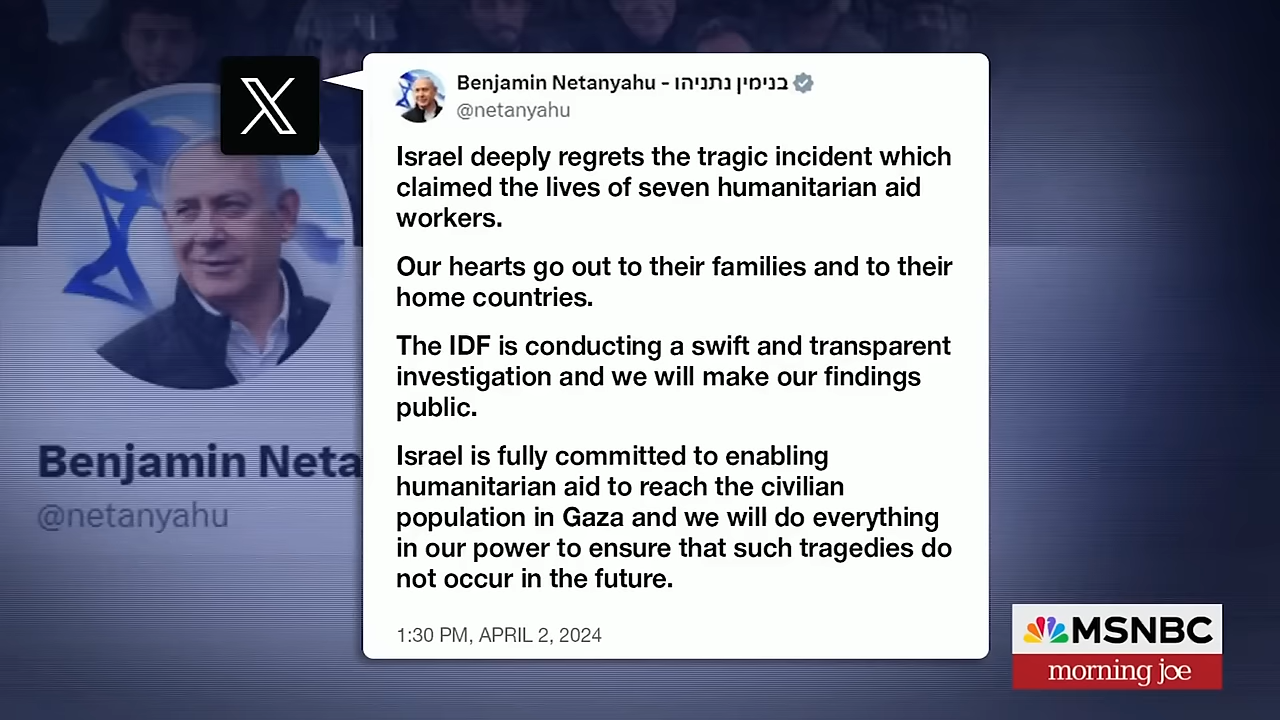 X
Benjamin Netanyahu - בנימין נתניהו
@netanyahu
Israel deeply regrets the tragic incident which
claimed the lives of seven humanitarian aid
workers.
Our hearts go out to their families and to their
home countries.
The IDF is conducting a swift and transparent
investigation and we will make our findings
public.
Israel is fully committed to enabling
humanitarian aid to reach the civilian
population in Gaza and we will do everything
in our power to ensure that such tragedies do
not occur in the future.
1:30 PM, APRIL 2, 2024
Benjamin Neta
@netanyahu
MSNBC
morning joe